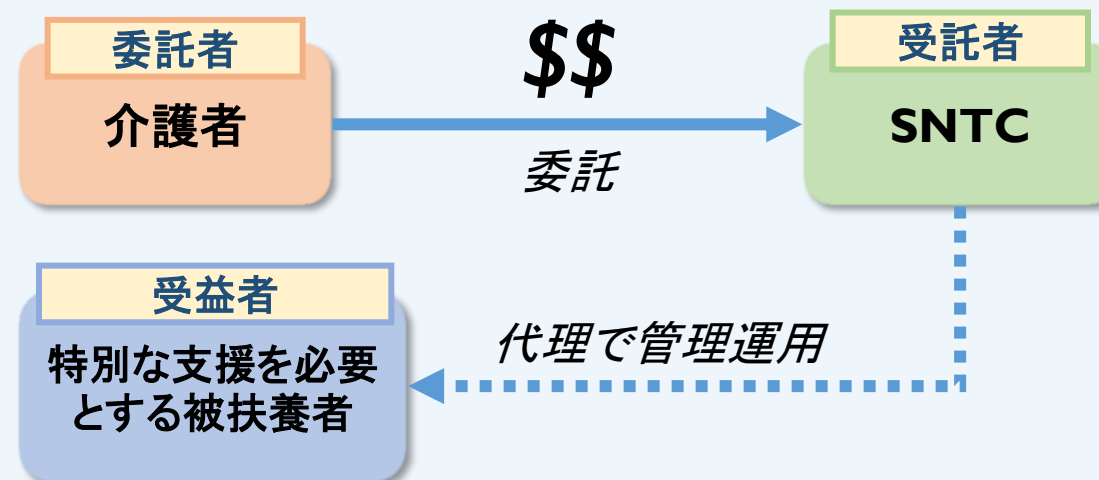 委託者
介護者
$$
委託
受託者
SNTC
受益者
特別な支援を必要
とする被扶養者
代理で管理運用